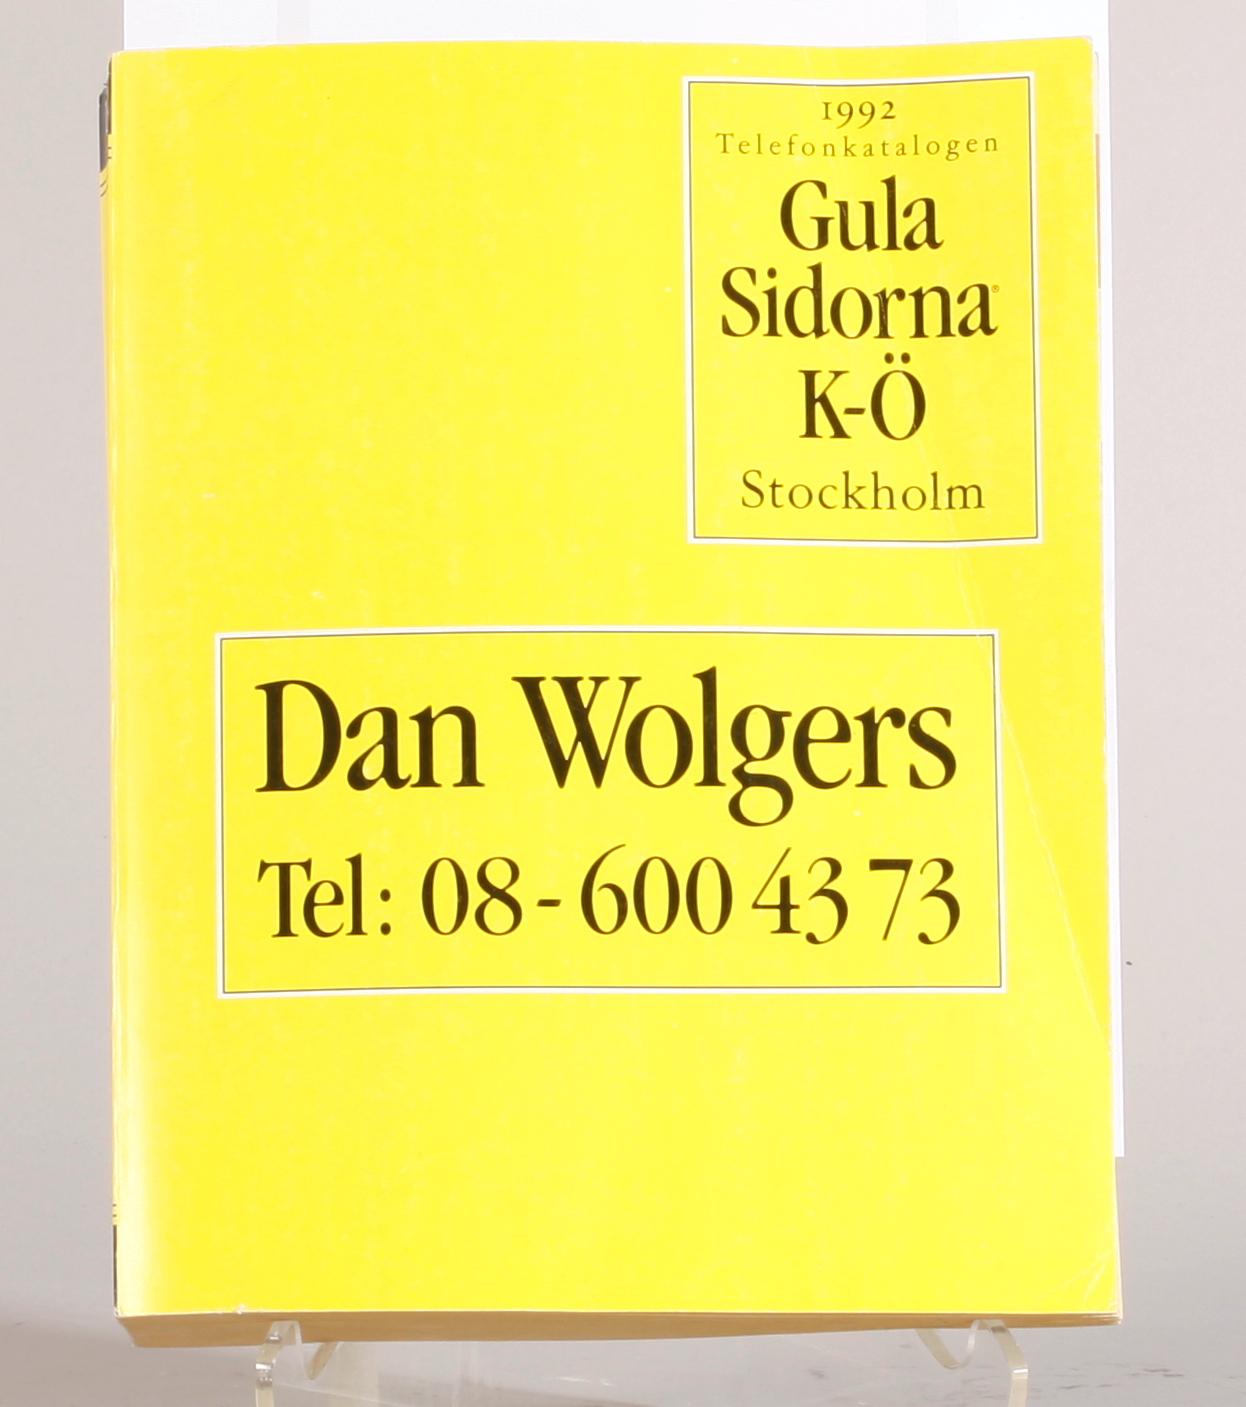 1992
Telefonkatalogen
Gula
Sidorna®
K-Ö
Stockholm
Dan Wolgers
Tel: 08-600 43 73